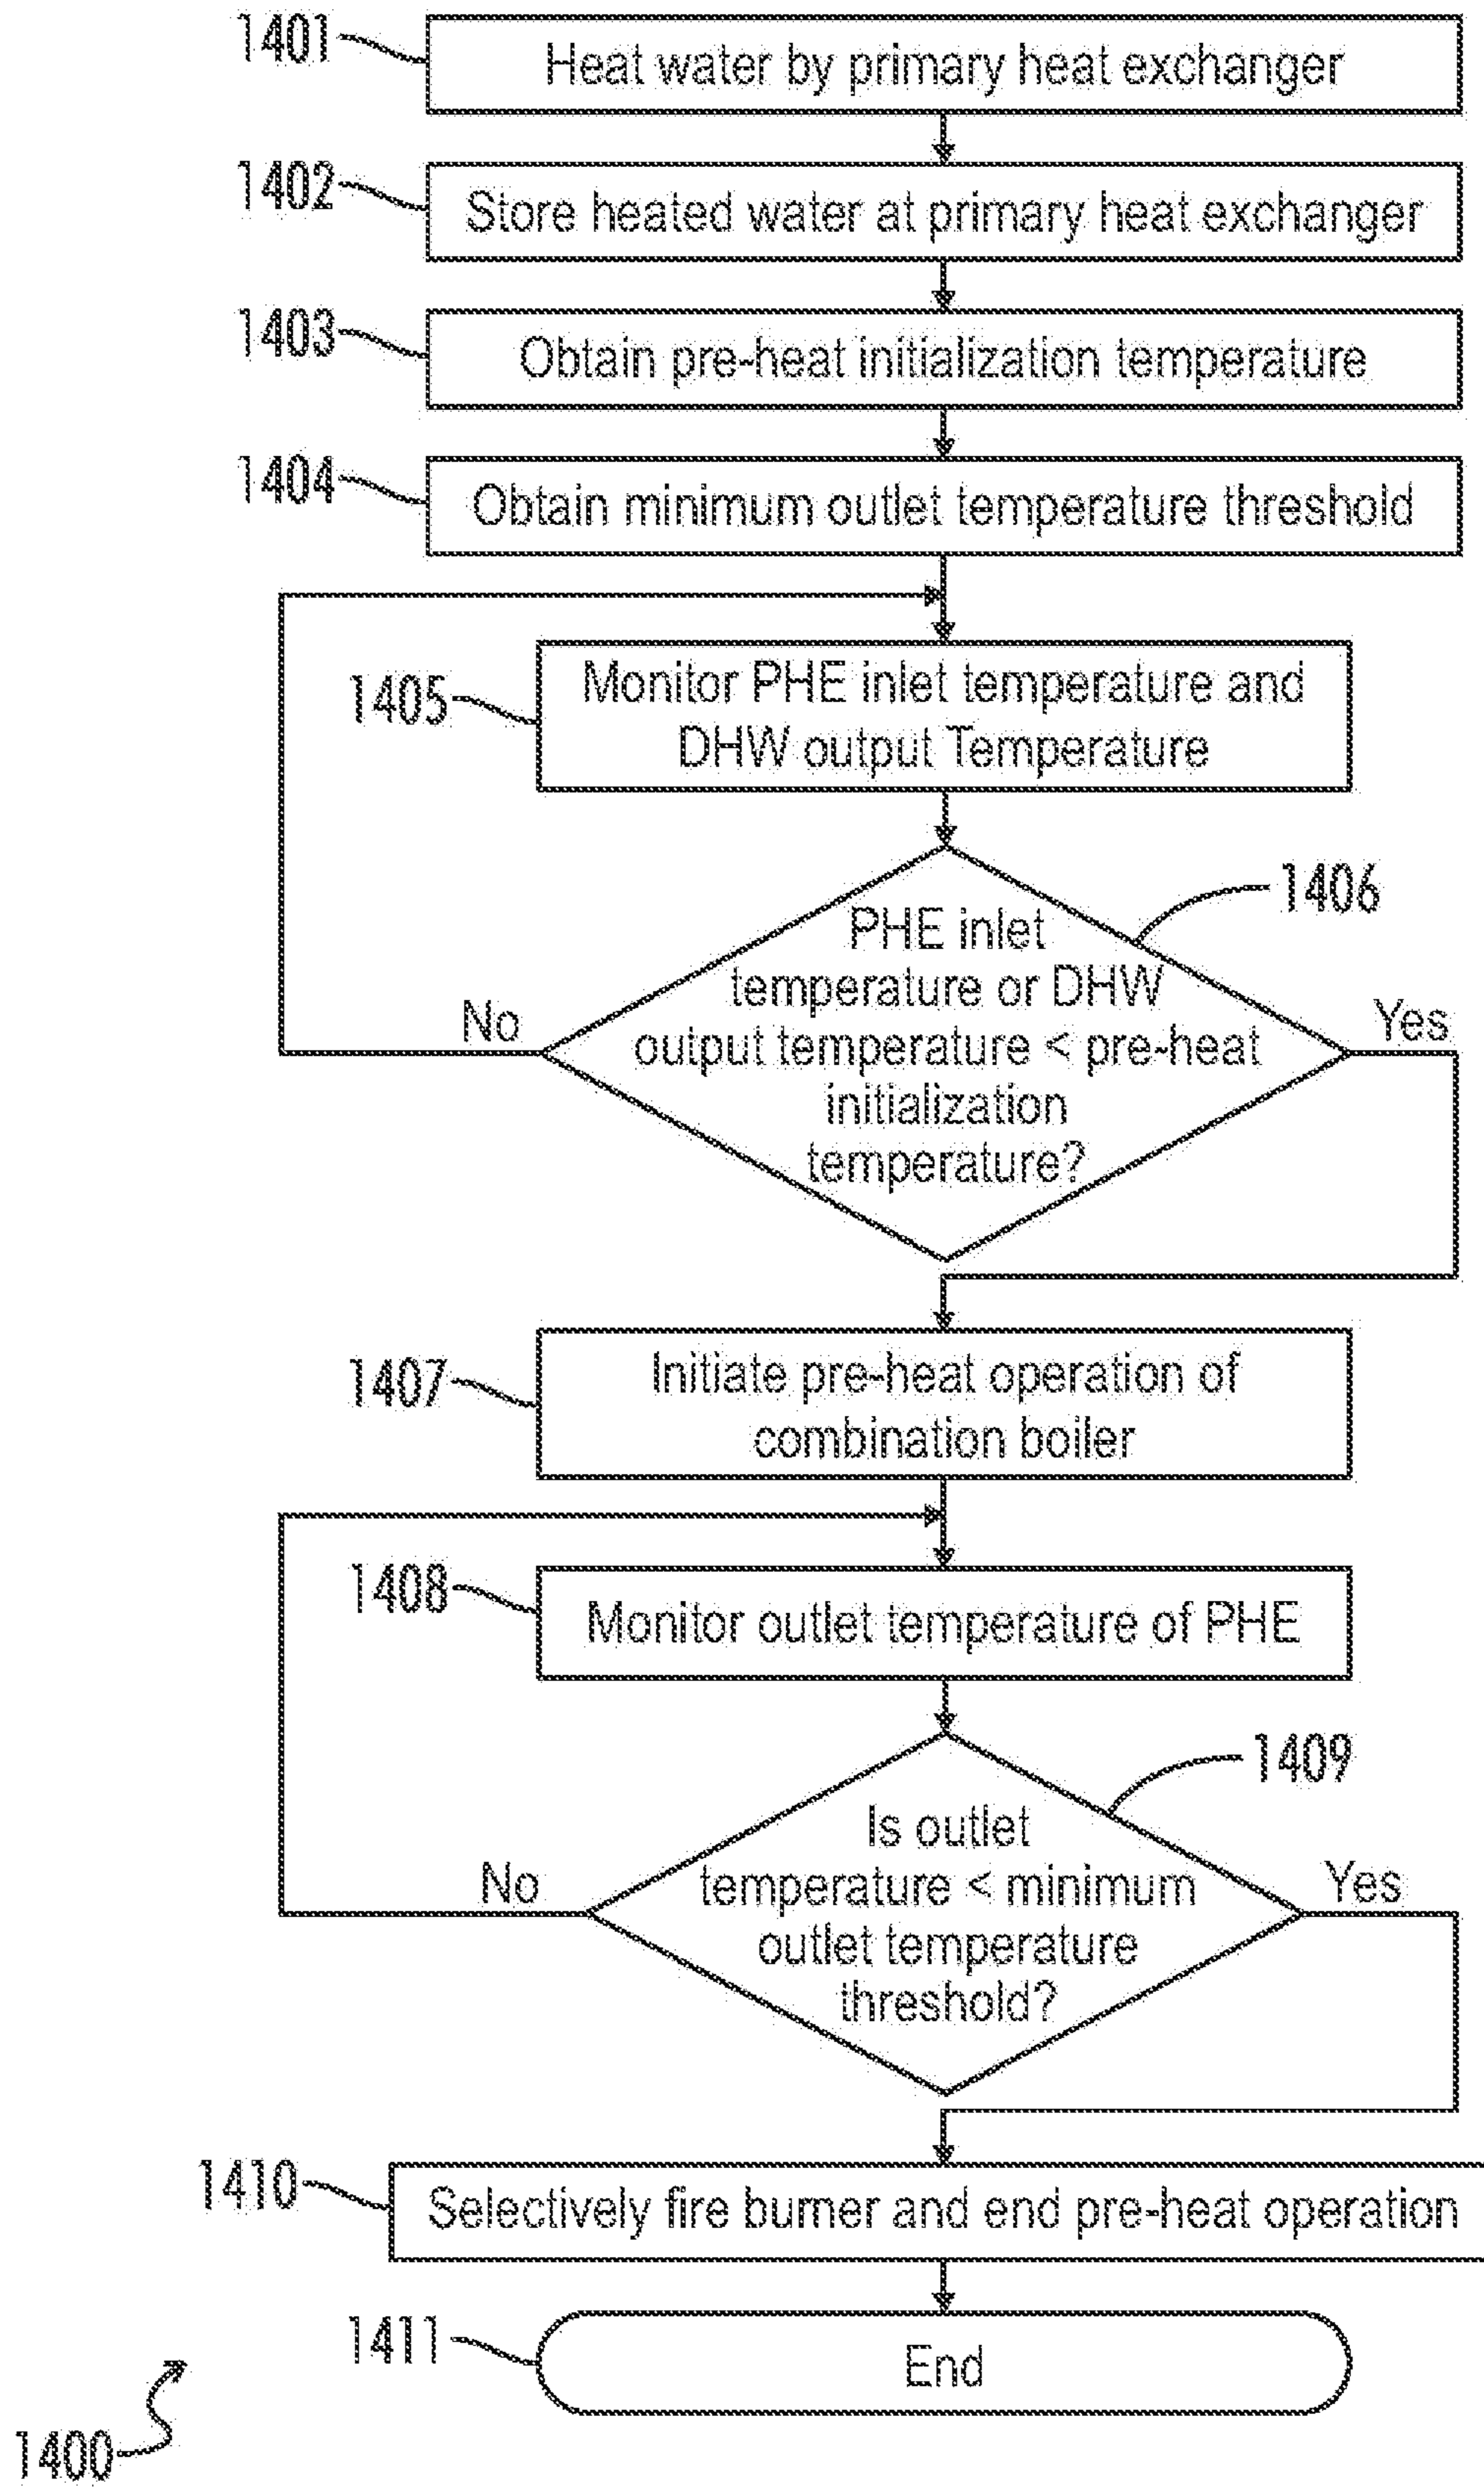 1401
Heat water by primary heat exchanger
1402
Store heated water at primary heat exchanger
1403
Obtain pre-heat initialization temperature
1404
Obtain minimum outlet temperature threshold
1405
Monitor PHE inlet temperature and
DHW output Temperature
1406
PHE inlet
temperature or DHW
output temperature < pre-heat
initialization
temperature?
No
Yes
1407
Initiate pre-heat operation of
combination boiler
1408
Monitor outlet temperature of PHE
1409
Is outlet
temperature < minimum
outlet temperature
threshold?
No
Yes
1410
Selectively fire burner and end pre-heat operation
1411
End
1400